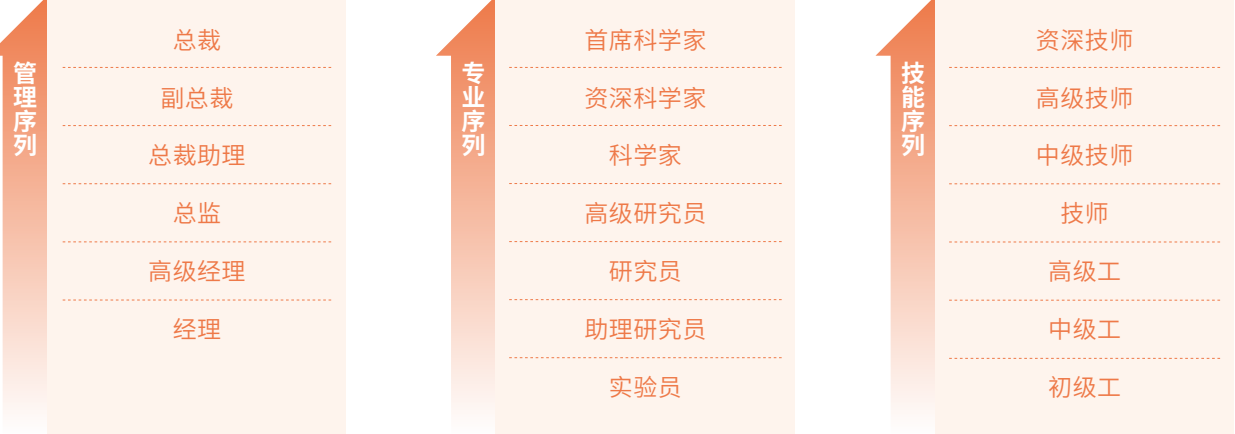 管理序列
总裁
副总裁
总裁助理
总监
高级经理
经理
专业序列
首席科学家
资深科学家
科学家
高级研究员
研究员
助理研究员
实验员
技能序列
资深技师
高级技师
中级技师
技师
高级工
中级工
初级工